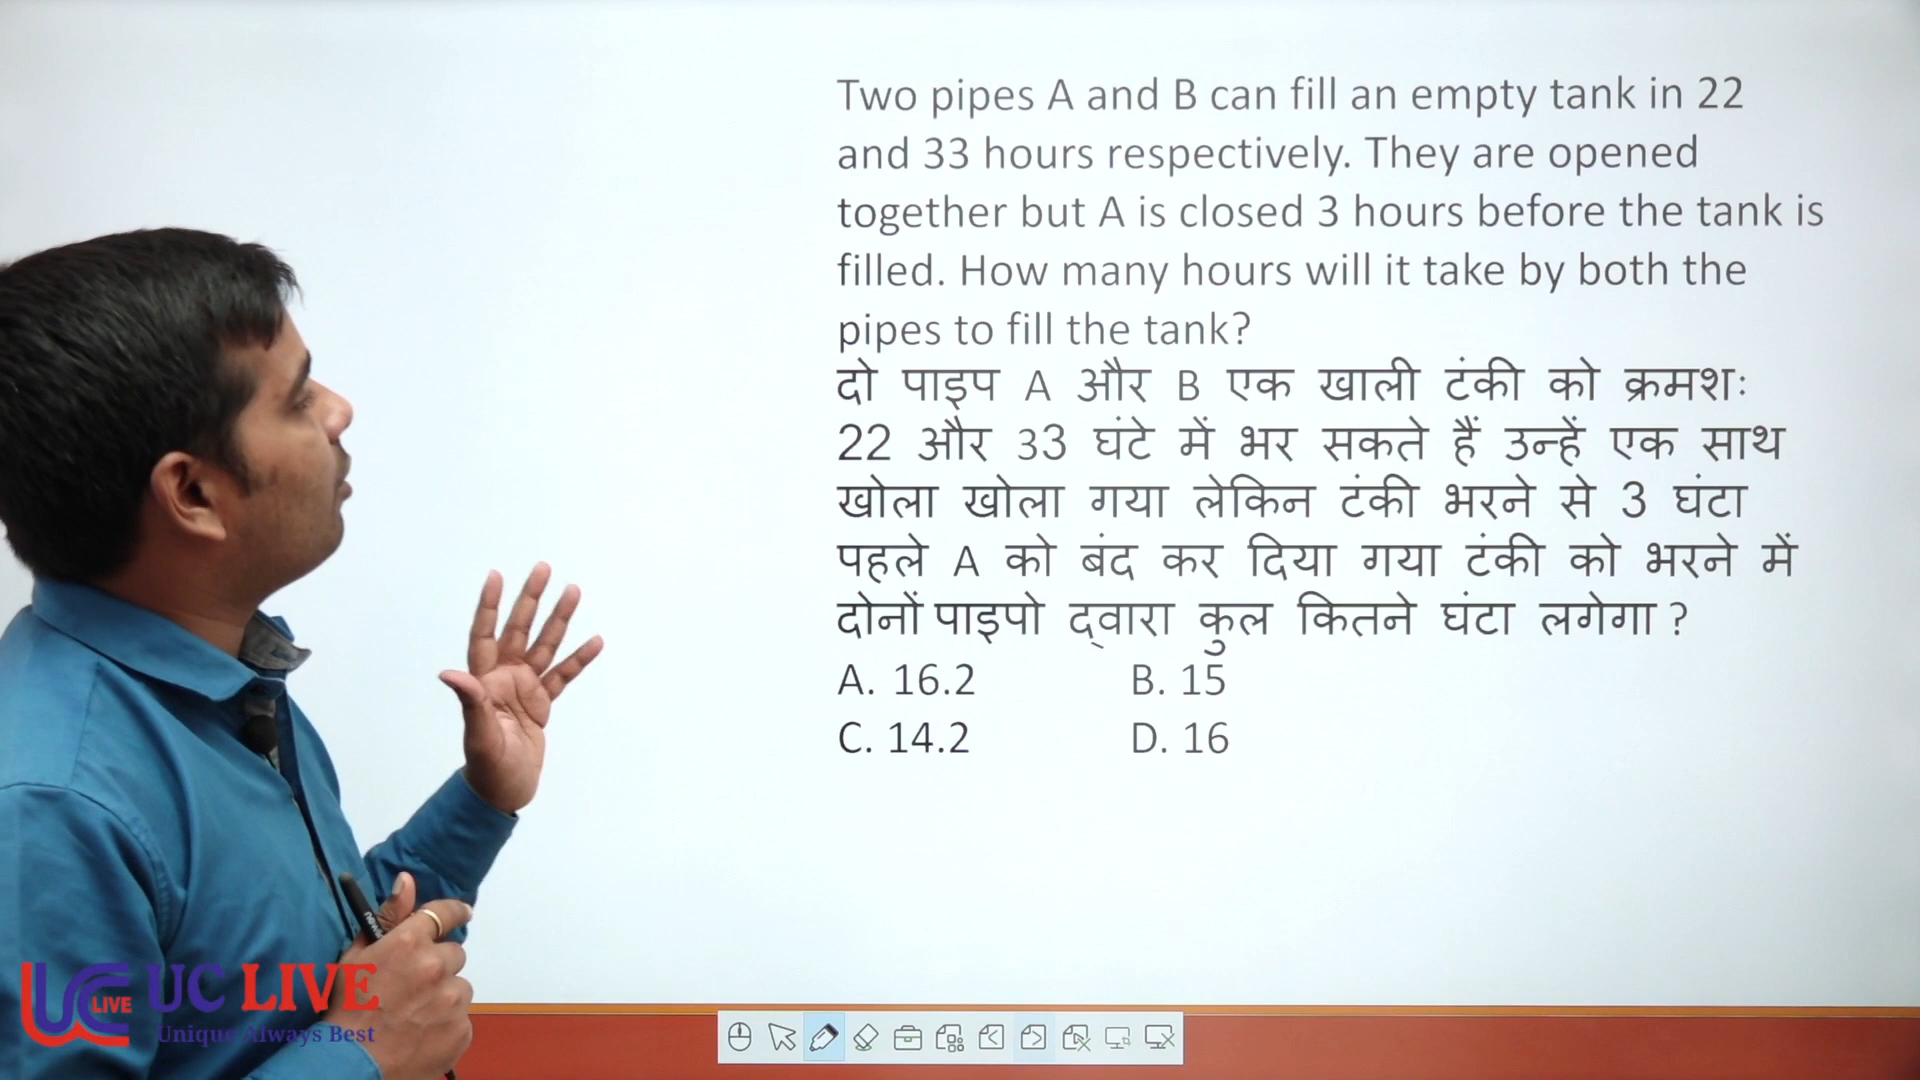 Two pipes A and B can fill an empty tank in 22
and 33 hours respectively. They are opened
together but A is closed 3 hours before the tank is
filled. How many hours will it take by both the
pipes to fill the tank?
दो पाइप A और B एक खाली टंकी को क्रमशः
22 और 33 घंटे में भर सकते हैं उन्हें एक साथ
खोला खोला गया लेकिन टंकी भरने से 3 घंटा
पहले A को बंद कर दिया गया टंकी को भरने में
दोनों पाइपो द्वारा कुल कितने घंटा लगेगा ?
A. 16.2 B. 15
C. 14.2 D. 16
UC LIVE UC LIVE
Unique Always Best